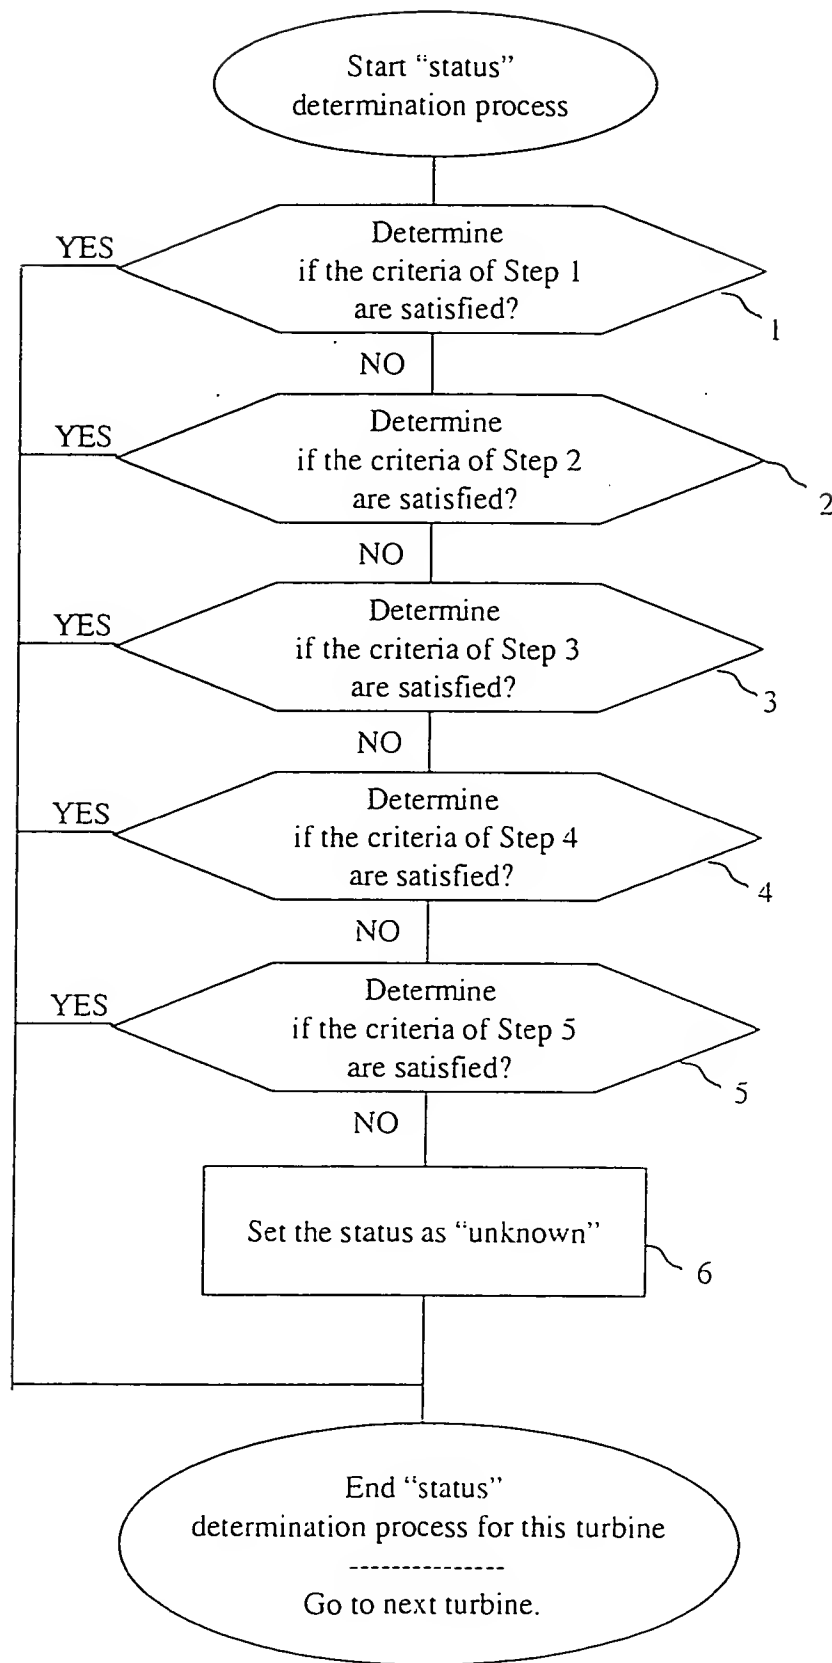 Start “status”
determination process
YES
Determine
if the criteria of Step 1
are satisfied?
1
NO
YES
Determine
if the criteria of Step 2
are satisfied?
2
NO
YES
Determine
if the criteria of Step 3
are satisfied?
3
NO
YES
Determine
if the criteria of Step 4
are satisfied?
4
NO
YES
Determine
if the criteria of Step 5
are satisfied?
5
NO
Set the status as “unknown”
6
End “status”
determination process for this turbine
--------------
Go to next turbine.